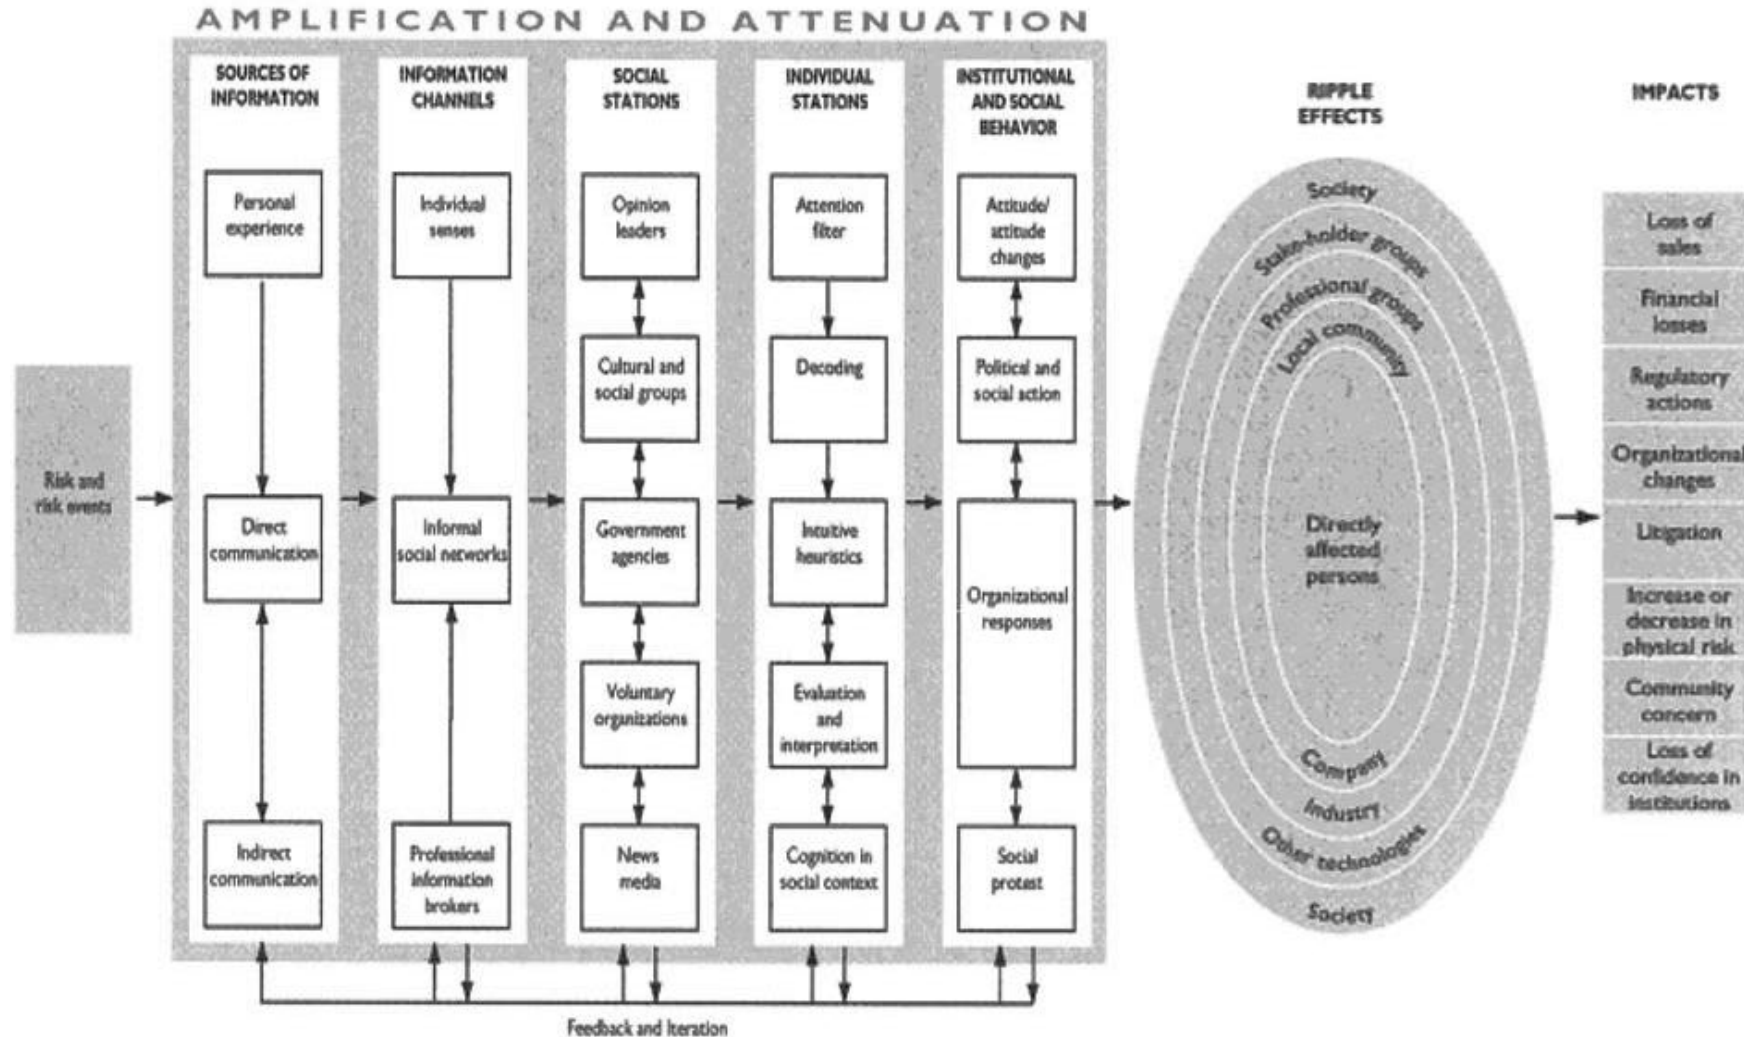 AMPLIFICATION AND ATTENUATION
SOURCES OF
INFORMATION
Personal
experience
Direct
communication
Indirect
communication
INFORMATION
CHANNELS
Individual
senses
Informal
social networks
Professional
information
brokers
SOCIAL
STATIONS
Opinion
leaders
Cultural and
social groups
Government
agencies
Voluntary
organizations
News
media
INDIVIDUAL
STATIONS
Attention
filter
Decoding
Intuitive
heuristics
Evaluation
and
interpretation
Cognition in
social context
INSTITUTIONAL
AND SOCIAL
BEHAVIOR
Attitude/
attitude
changes
Political and
social action
Organizational
responses
Social
protest
Risk and
risk events
Feedback and Iteration
RIPPLE
EFFECTS
Society
Stake-holder groups
Professional groups
Local community
Directly
affected
persons
Company
Industry
Other technologies
Society
IMPACTS
Loss of
sales
Financial
losses
Regulatory
actions
Organizational
changes
Litigation
Increase or
decrease in
physical risk
Community
concern
Loss of
confidence in
institutions